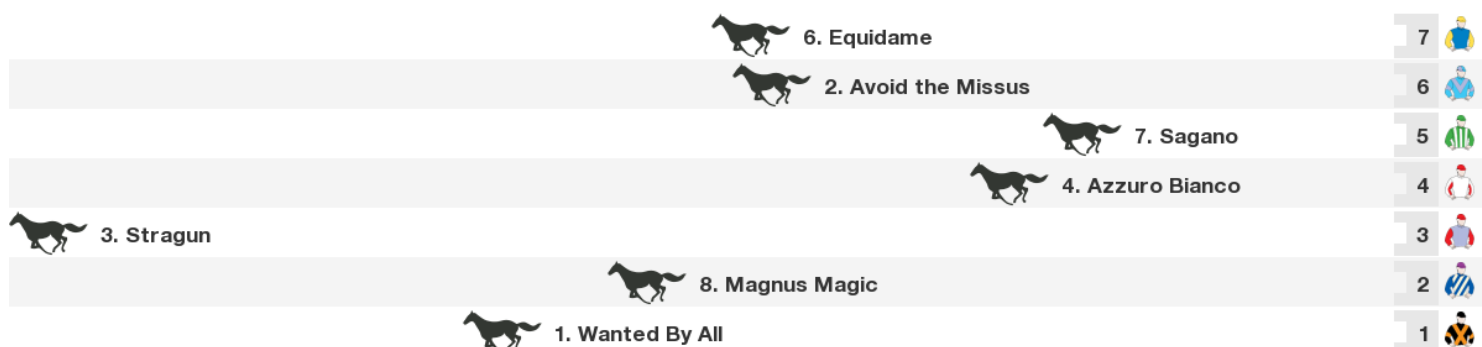 6. Equidame 7
2. Avoid the Missus 6
7. Sagano 5
4. Azzuro Bianco 4
3. Stragun 3
8. Magnus Magic 2
1. Wanted By All 1